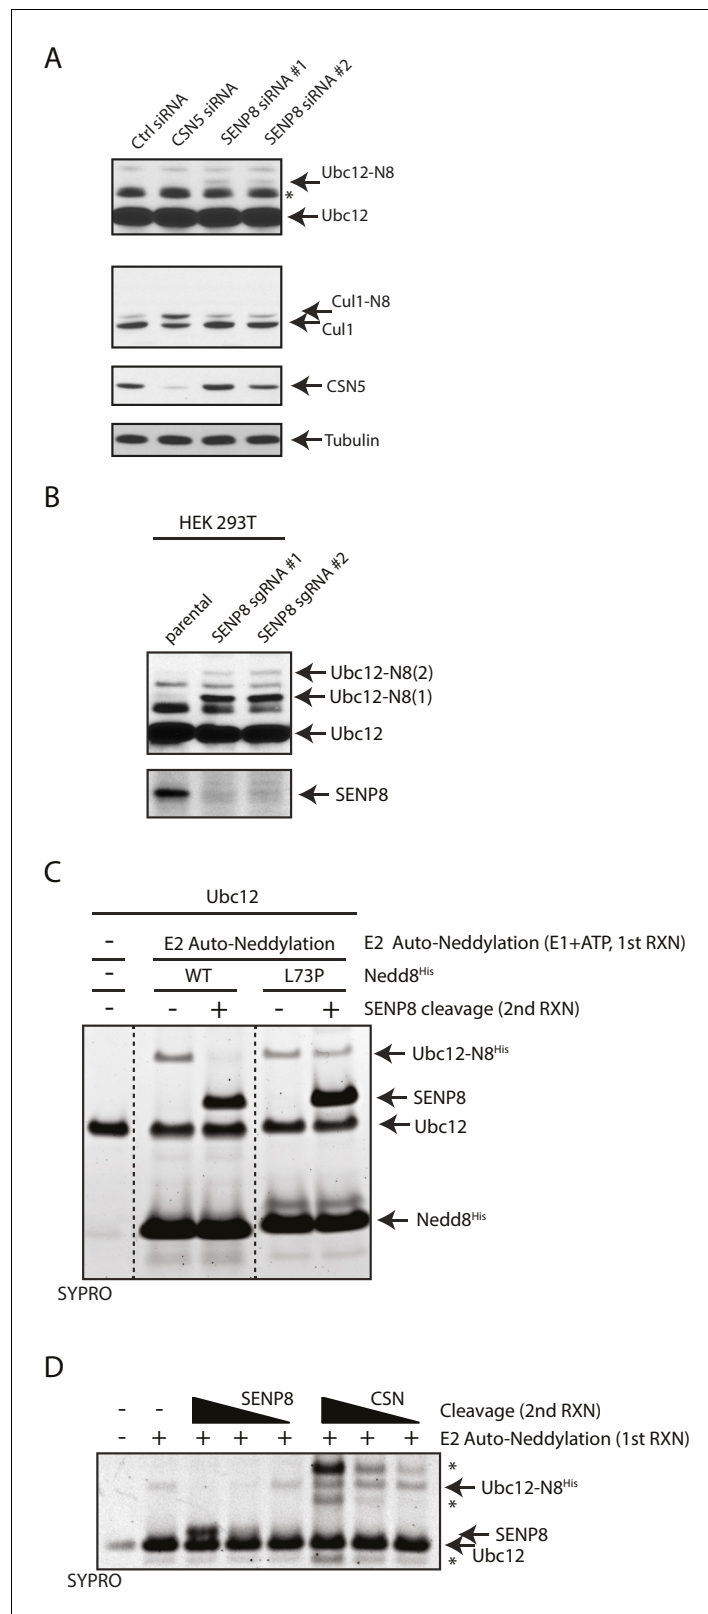 A
Ctrl siRNA
CSN5 siRNA
SENP8 siRNA #1
SENP8 siRNA #2
Ubc12-N8
*
Ubc12
Cul1-N8
Cul1
CSN5
Tubulin
B
HEK 293T
parental
SENP8 sgRNA #1
SENP8 sgRNA #2
Ubc12-N8(2)
Ubc12-N8(1)
Ubc12
SENP8
C
Ubc12
- E2 Auto-Neddylation E2 Auto-Neddylation (E1+ATP, 1st RXN)
- WT L73P Nedd8His
- - + - + SENP8 cleavage (2nd RXN)
Ubc12-N8His
SENP8
Ubc12
Nedd8His
SYPRO
D
- - SENP8 CSN Cleavage (2nd RXN)
- + + + + + + + E2 Auto-Neddylation (1st RXN)
*
Ubc12-N8His
*
SENP8
Ubc12
*
SYPRO